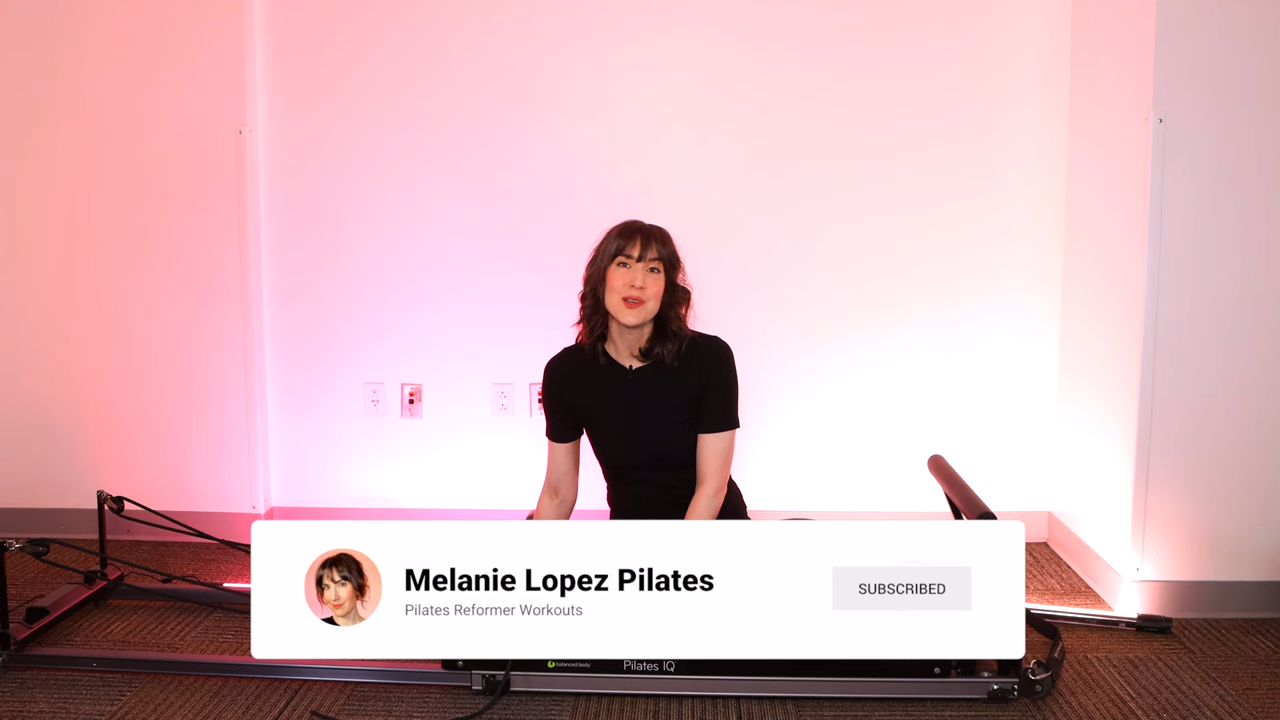 Melanie Lopez Pilates
Pilates Reformer Workouts
SUBSCRIBED
balanced body
Pilates IQ